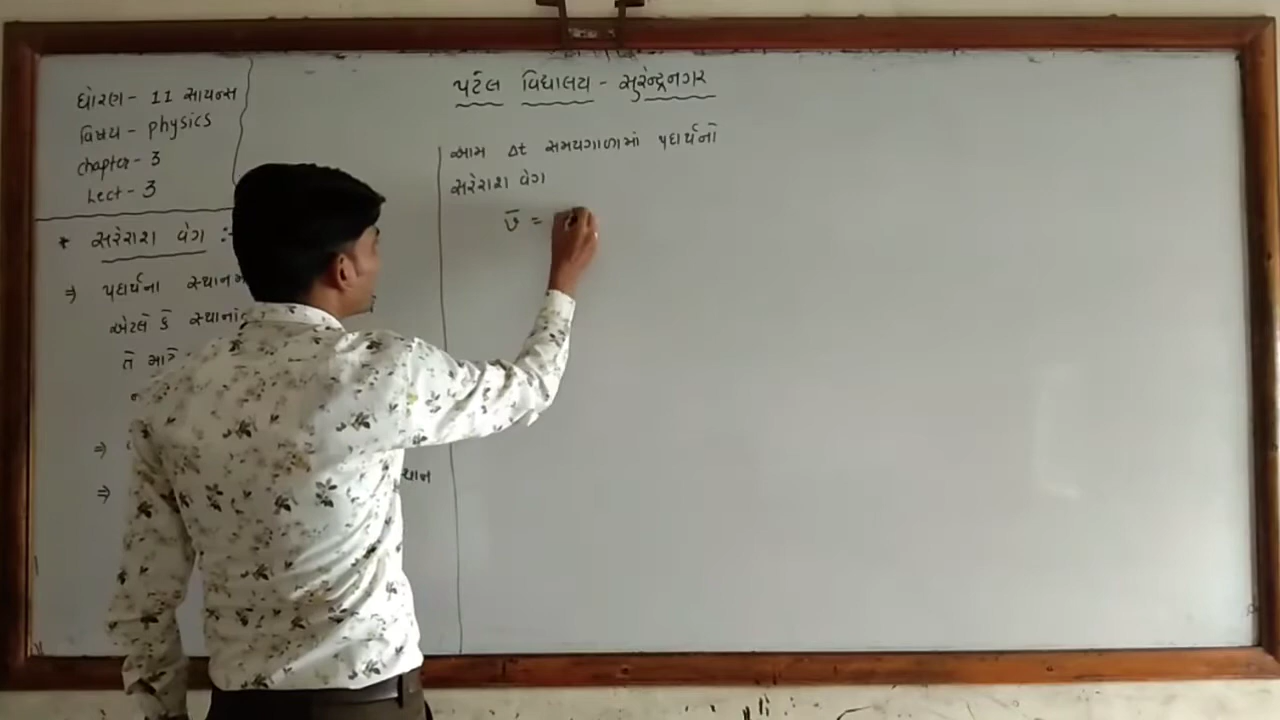 ધોરણ - 11 સાયન્સ
વિષય - physics
chapter - 3
Lect - 3
પટેલ વિદ્યાલય - સુરેન્દ્રનગર
* સરેરાશ વેગ :-
⇒ પદાર્થના
એટલે કે
તે માટે
⇒
⇒
આમ Δt સમયગાળામાં પદાર્થનો
સરેરાશ વેગ
v̄ =